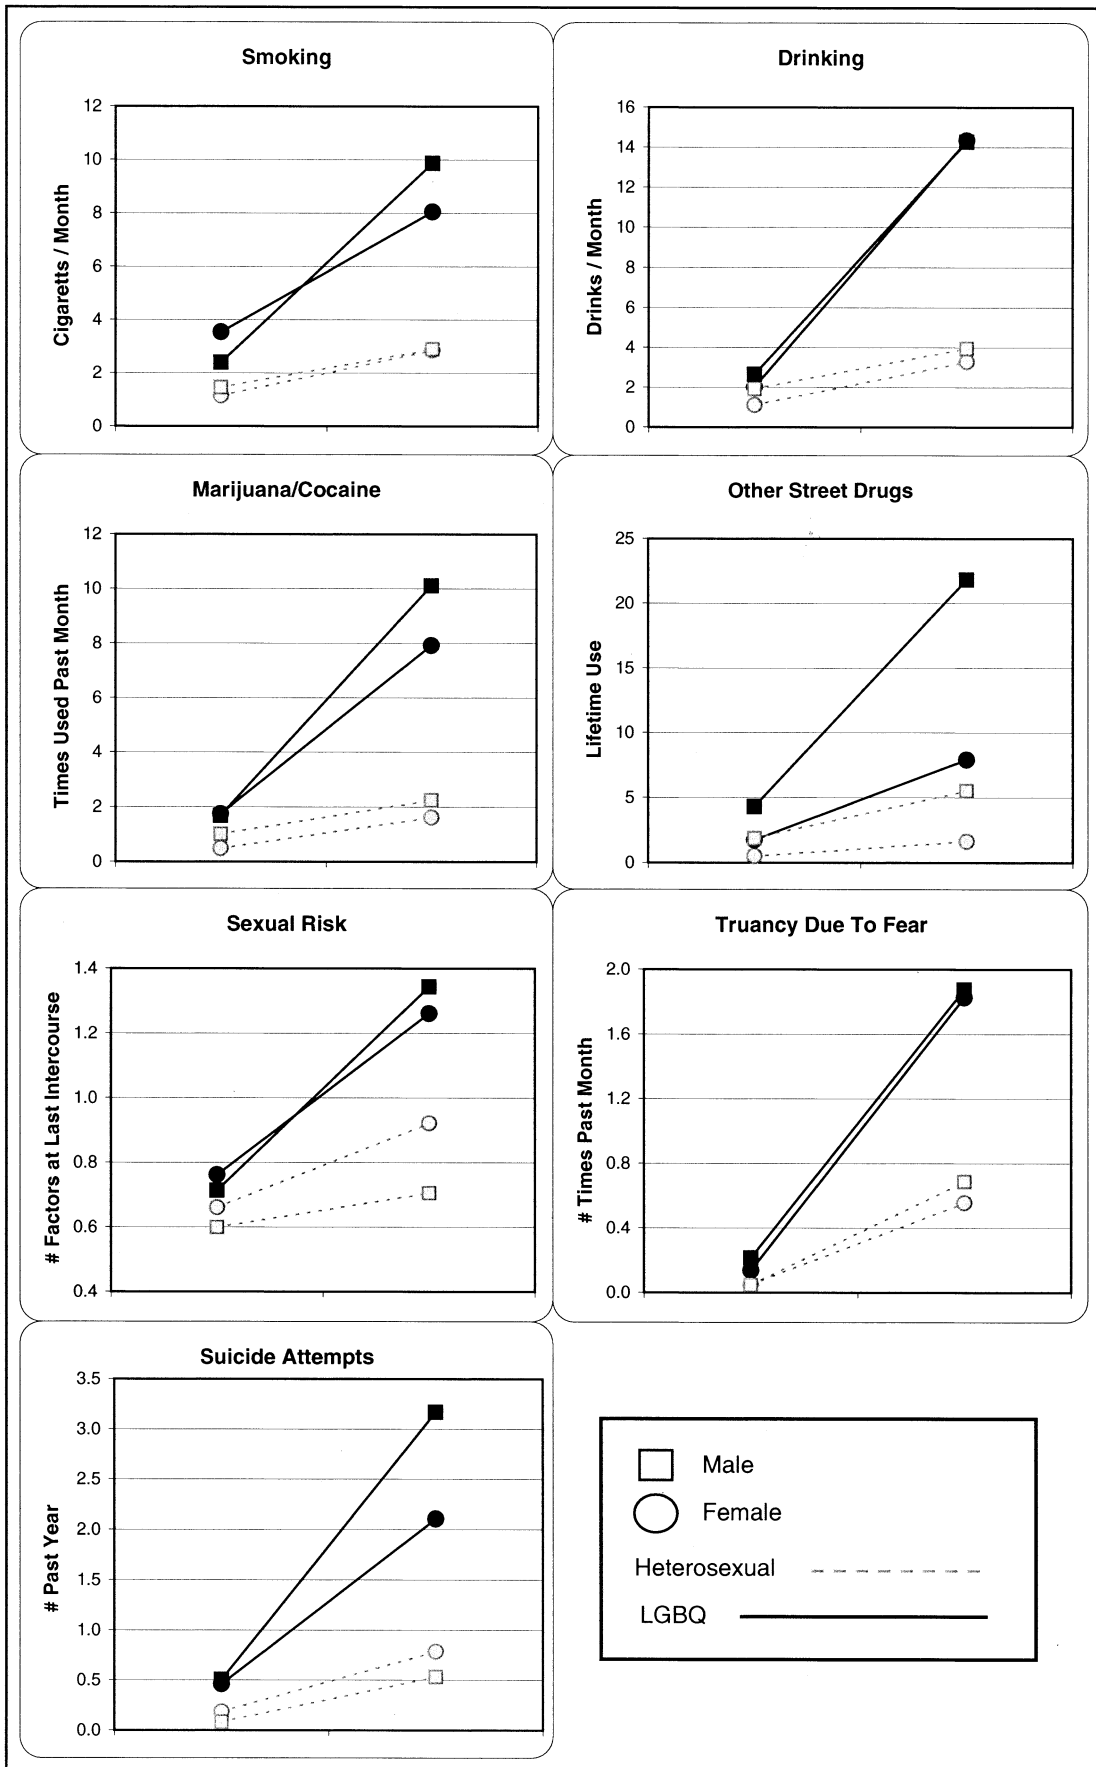 Smoking
Cigaretts / Month
12
10
8
6
4
2
0
Drinking
Drinks / Month
16
14
12
10
8
6
4
2
0
Marijuana/Cocaine
Times Used Past Month
12
10
8
6
4
2
0
Other Street Drugs
Lifetime Use
25
20
15
10
5
0
Sexual Risk
# Factors at Last Intercourse
1.4
1.2
1.0
0.8
0.6
0.4
Truancy Due To Fear
# Times Past Month
2.0
1.6
1.2
0.8
0.4
0.0
Suicide Attempts
# Past Year
3.5
3.0
2.5
2.0
1.5
1.0
0.5
0.0
Male
Female
Heterosexual
LGBQ